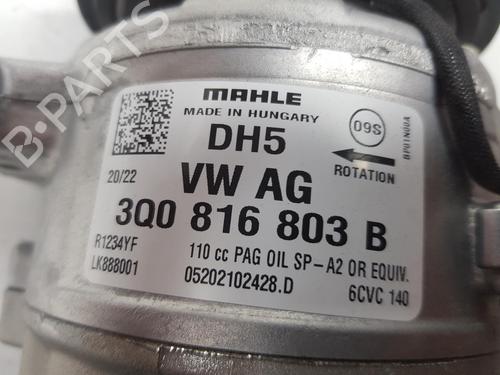 MAHLE
MADE IN HUNGARY
DH5
09S
ROTATION
BP01N00A
20/22
VW AG
3Q0 816 803 B
R1234YF
110 cc PAG OIL SP-A2 OR EQUIV.
LK888001
05202102428.D
6CVC 140